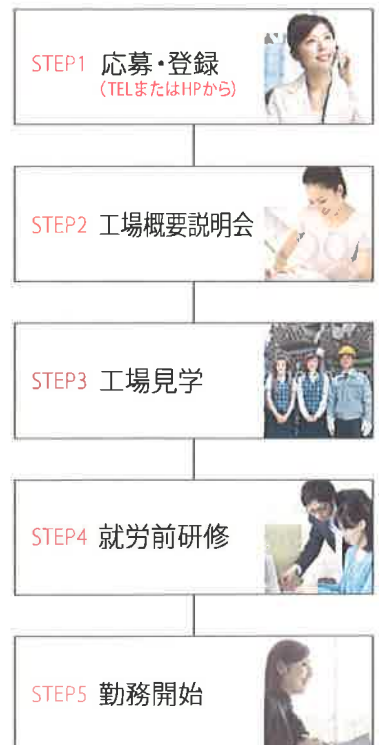 STEP1 応募・登録
(TELまたはHPから)
STEP2 工場概要説明会
STEP3 工場見学
STEP4 就労前研修
STEP5 勤務開始